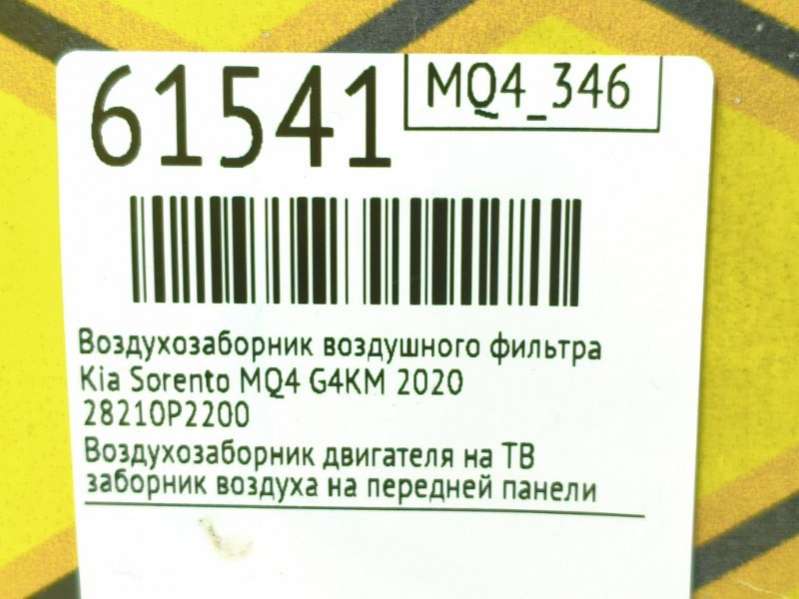 61541
MQ4_346
Воздухозаборник воздушного фильтра
Kia Sorento MQ4 G4KM 2020
28210P2200
Воздухозаборник двигателя на ТВ
заборник воздуха на передней панели